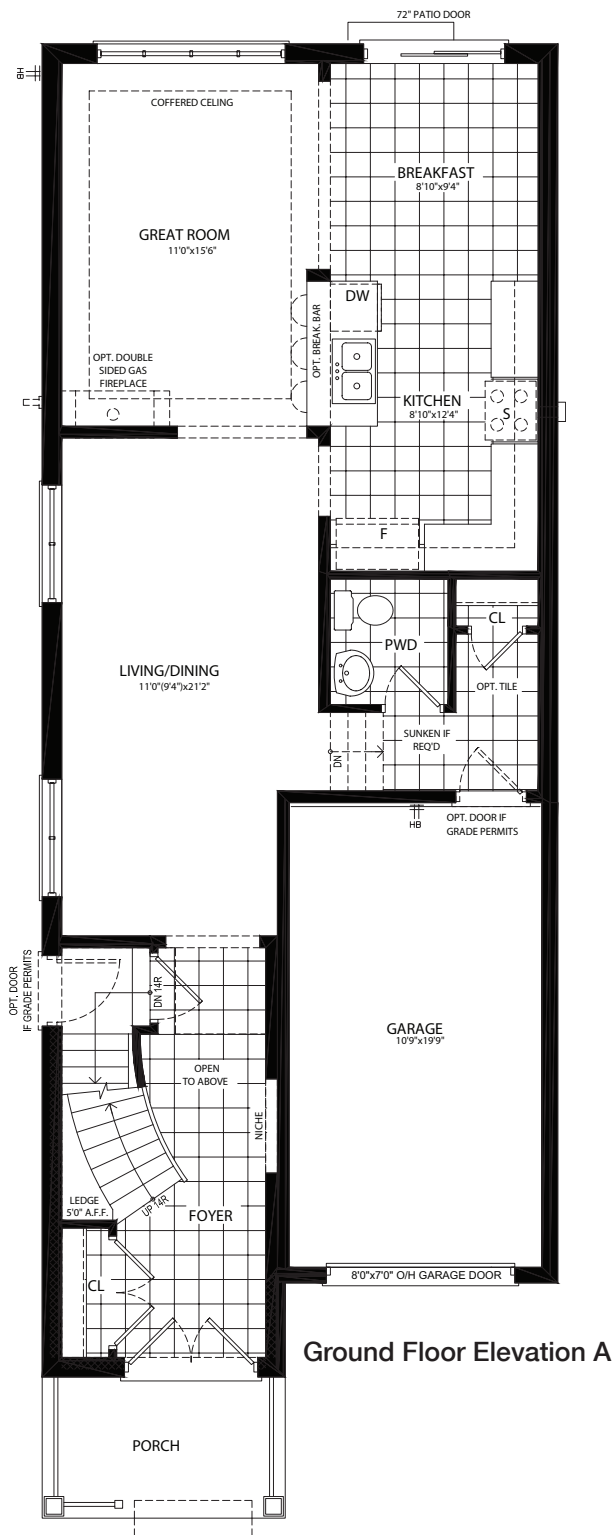 72" PATIO DOOR
HB
COFFERED CELING
BREAKFAST
8'10"x9'4"
GREAT ROOM
11'0"x15'6"
DW
OPT. BREAK. BAR
OPT. DOUBLE
SIDED GAS
FIREPLACE
KITCHEN
8'10"x12'4"
S
F
CL
PWD
LIVING/DINING
11'0"(9'4")x21'2"
OPT. TILE
SUNKEN IF
REQ'D
DN
HB
OPT. DOOR IF
GRADE PERMITS
OPT. DOOR
IF GRADE PERMITS
DN 14R
GARAGE
10'9"x19'9"
OPEN
TO ABOVE
NICHE
LEDGE
5'0" A.F.F.
UP 14R
FOYER
CL
8'0"x7'0" O/H GARAGE DOOR
Ground Floor Elevation A
PORCH